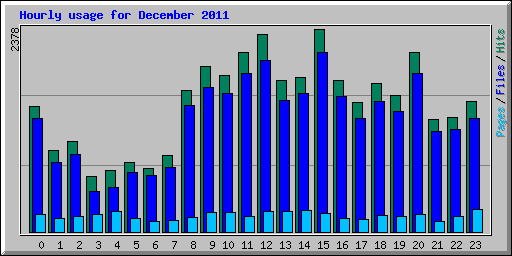 Hourly usage for December 2011
2378
Pages / Files / Hits
0 1 2 3 4 5 6 7 8 9 10 11 12 13 14 15 16 17 18 19 20 21 22 23